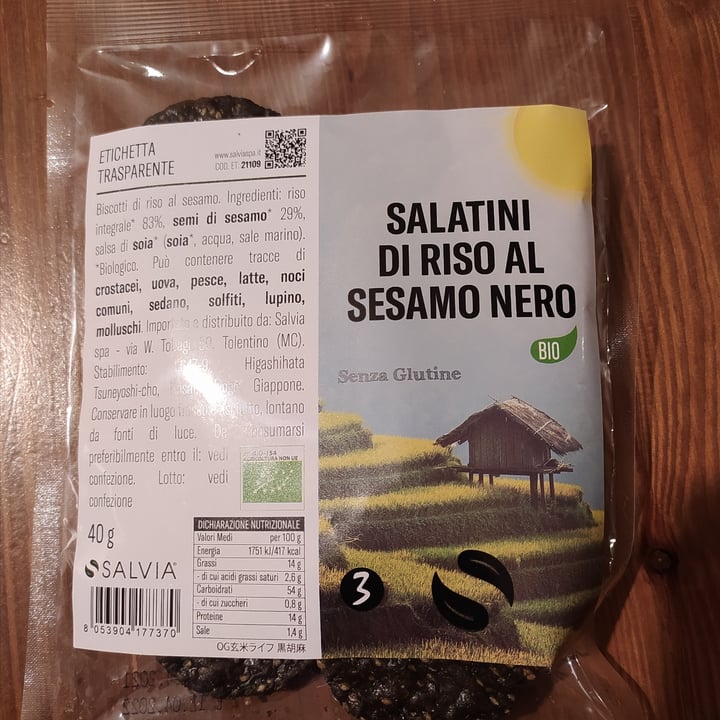 ETICHETTA
TRASPARENTE
www.salviaspa.it
COD. ET. 21109
Biscotti di riso al sesamo. Ingredienti: riso
integrale* 83%, semi di sesamo* 29%,
salsa di soia* (soia*, acqua, sale marino).
*Biologico. Può contenere tracce di
crostacei, uova, pesce, latte, noci
comuni, sedano, solfiti, lupino,
molluschi. Importato e distribuito da: Salvia
spa - via W. 50, Tolentino (MC).
Stabilimento: Higashihata
Tsuneyoshi-cho, Giappone.
Conservare in luogo lontano
da fonti di luce. Da consumarsi
preferibilmente entro il: vedi
confezione. Lotto: vedi
confezione
AGRICOLTURA NON UE
40 g
SALVIA
8 053904 177370
DICHIARAZIONE NUTRIZIONALE
Valori Medi per 100 g
Energia 1751 kJ/417 kcal
Grassi 14 g
- di cui acidi grassi saturi 2,6 g
Carboidrati 54 g
- di cui zuccheri 0,8 g
Proteine 14 g
Sale 1,4 g
OG玄米ライフ 黒胡麻
SALATINI
DI RISO AL
SESAMO NERO
BIO
Senza Glutine
3